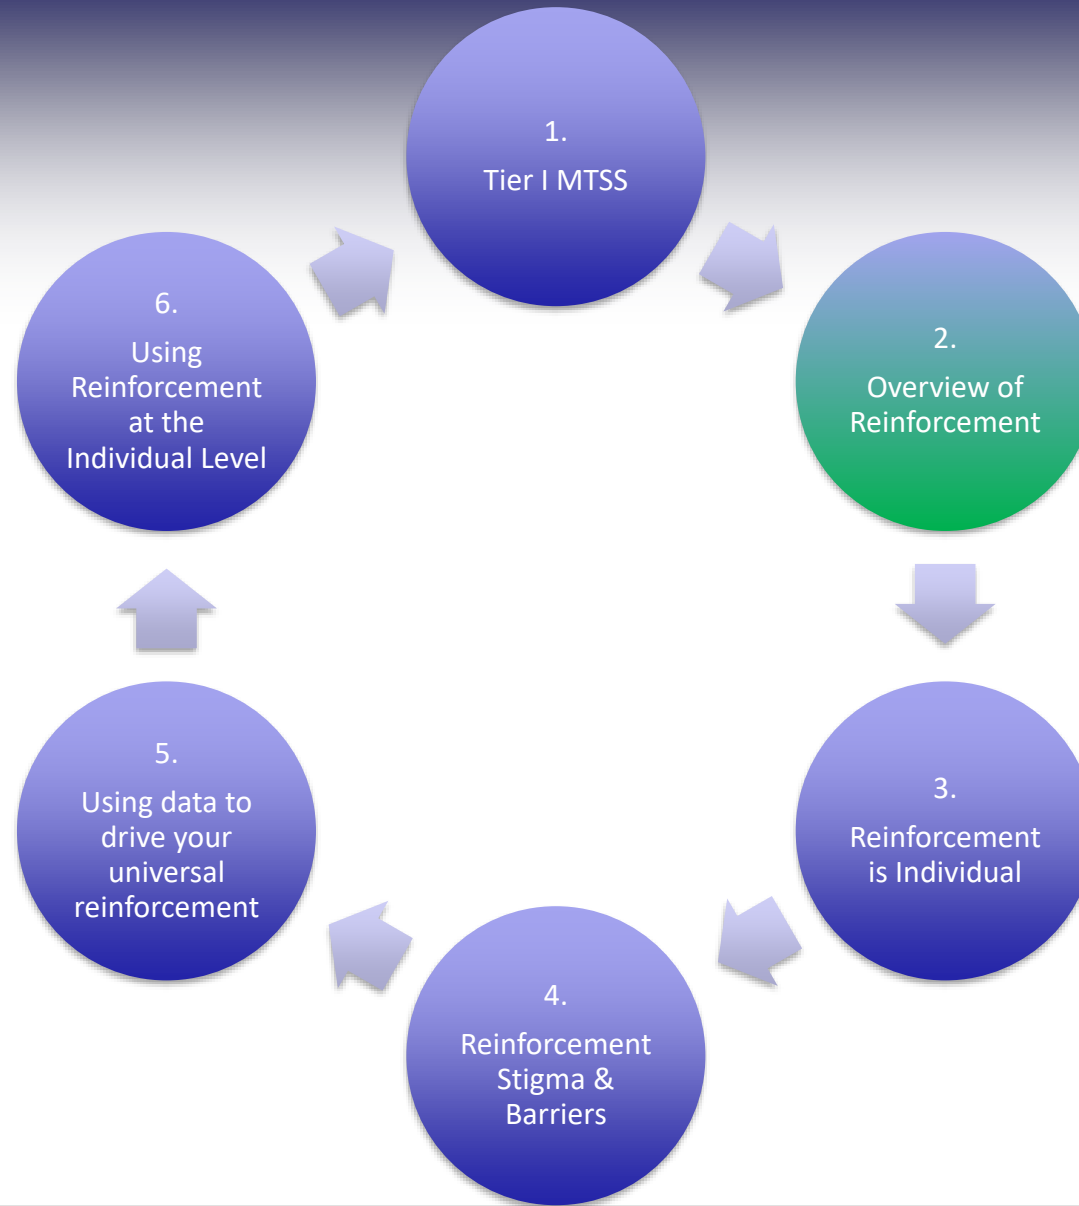 1.
Tier I MTSS
2.
Overview of
Reinforcement
3.
Reinforcement
is Individual
4.
Reinforcement
Stigma &
Barriers
5.
Using data to
drive your
universal
reinforcement
6.
Using
Reinforcement
at the
Individual Level